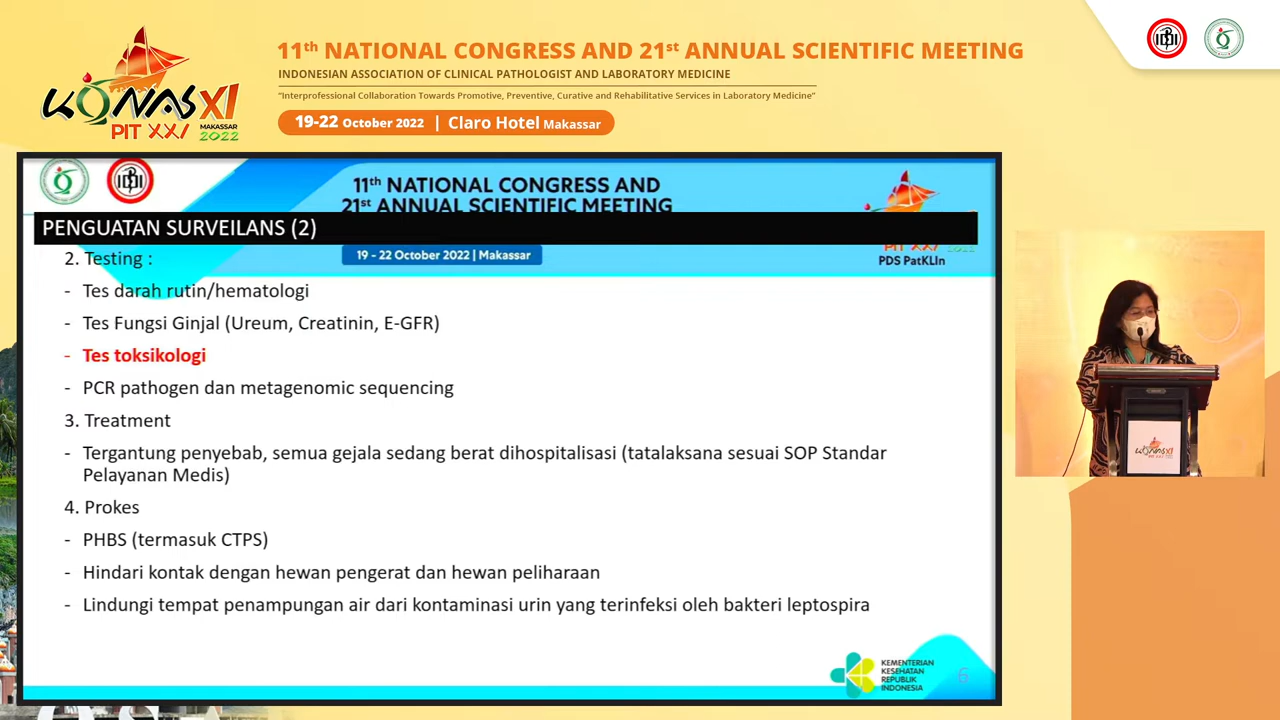 KONAS XI
PIT XXI
MAKASSAR
2022
11th NATIONAL CONGRESS AND 21st ANNUAL SCIENTIFIC MEETING
INDONESIAN ASSOCIATION OF CLINICAL PATHOLOGIST AND LABORATORY MEDICINE
"Interprofessional Collaboration Towards Promotive, Preventive, Curative and Rehabilitative Services in Laboratory Medicine"
19-22 October 2022 | Claro Hotel Makassar
11th NATIONAL CONGRESS AND
21st ANNUAL SCIENTIFIC MEETING
PENGUATAN SURVEILANS (2)
19 - 22 October 2022 | Makassar
PIT XXI
PDS PatKLIn
2. Testing :
- Tes darah rutin/hematologi
- Tes Fungsi Ginjal (Ureum, Creatinin, E-GFR)
- Tes toksikologi
- PCR pathogen dan metagenomic sequencing
3. Treatment
- Tergantung penyebab, semua gejala sedang berat dihospitalisasi (tatalaksana sesuai SOP Standar
Pelayanan Medis)
4. Prokes
- PHBS (termasuk CTPS)
- Hindari kontak dengan hewan pengerat dan hewan peliharaan
- Lindungi tempat penampungan air dari kontaminasi urin yang terinfeksi oleh bakteri leptospira
KEMENTERIAN
KESEHATAN
REPUBLIK
INDONESIA
6
KONAS XI